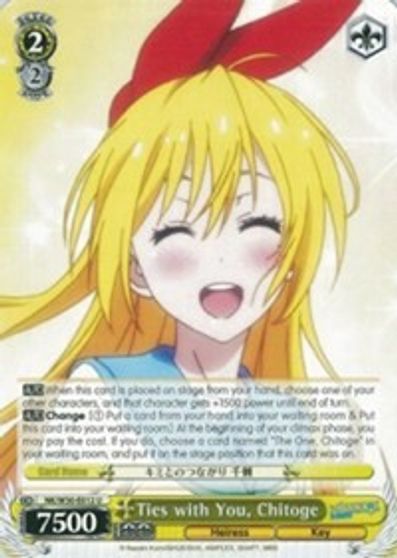 2
2
[AUTO] When this card is placed on stage from your hand, choose one of your
other characters, and that character gets +1500 power until end of turn.
[AUTO] Change [(1) Put a card from your hand into your waiting room & Put
this card into your waiting room] At the beginning of your climax phase, you
may pay the cost. If you do, choose a card named "The One, Chitoge" in
your waiting room, and put it on the stage position that this card was on.
Card Name キミとのつながり 千棘
Ties with You, Chitoge
7500
Heiress Key